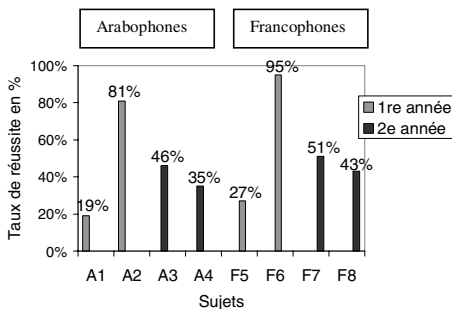 Arabophones Francophones
100%
80%
60%
40%
20%
0%
Taux de réussite en %
19%
81%
46%
35%
27%
95%
51%
43%
A1 A2 A3 A4 F5 F6 F7 F8
Sujets
1re année
2e année